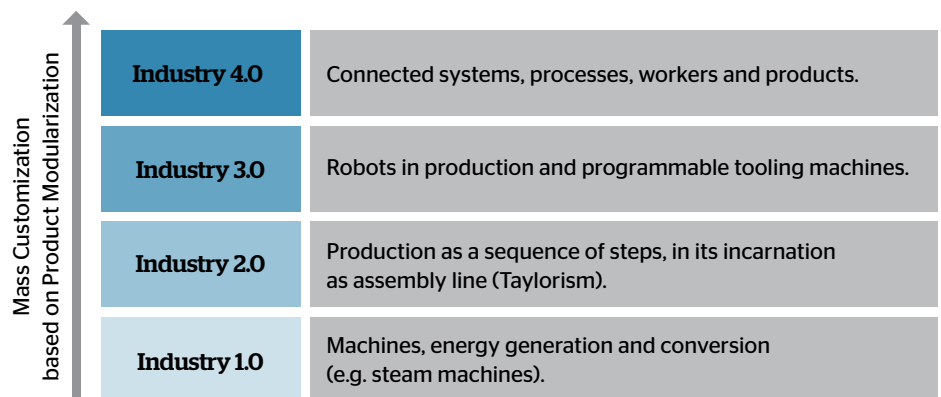 Mass Customization
based on Product Modularization
Industry 4.0
Connected systems, processes, workers and products.
Industry 3.0
Robots in production and programmable tooling machines.
Industry 2.0
Production as a sequence of steps, in its incarnation
as assembly line (Taylorism).
Industry 1.0
Machines, energy generation and conversion
(e.g. steam machines).